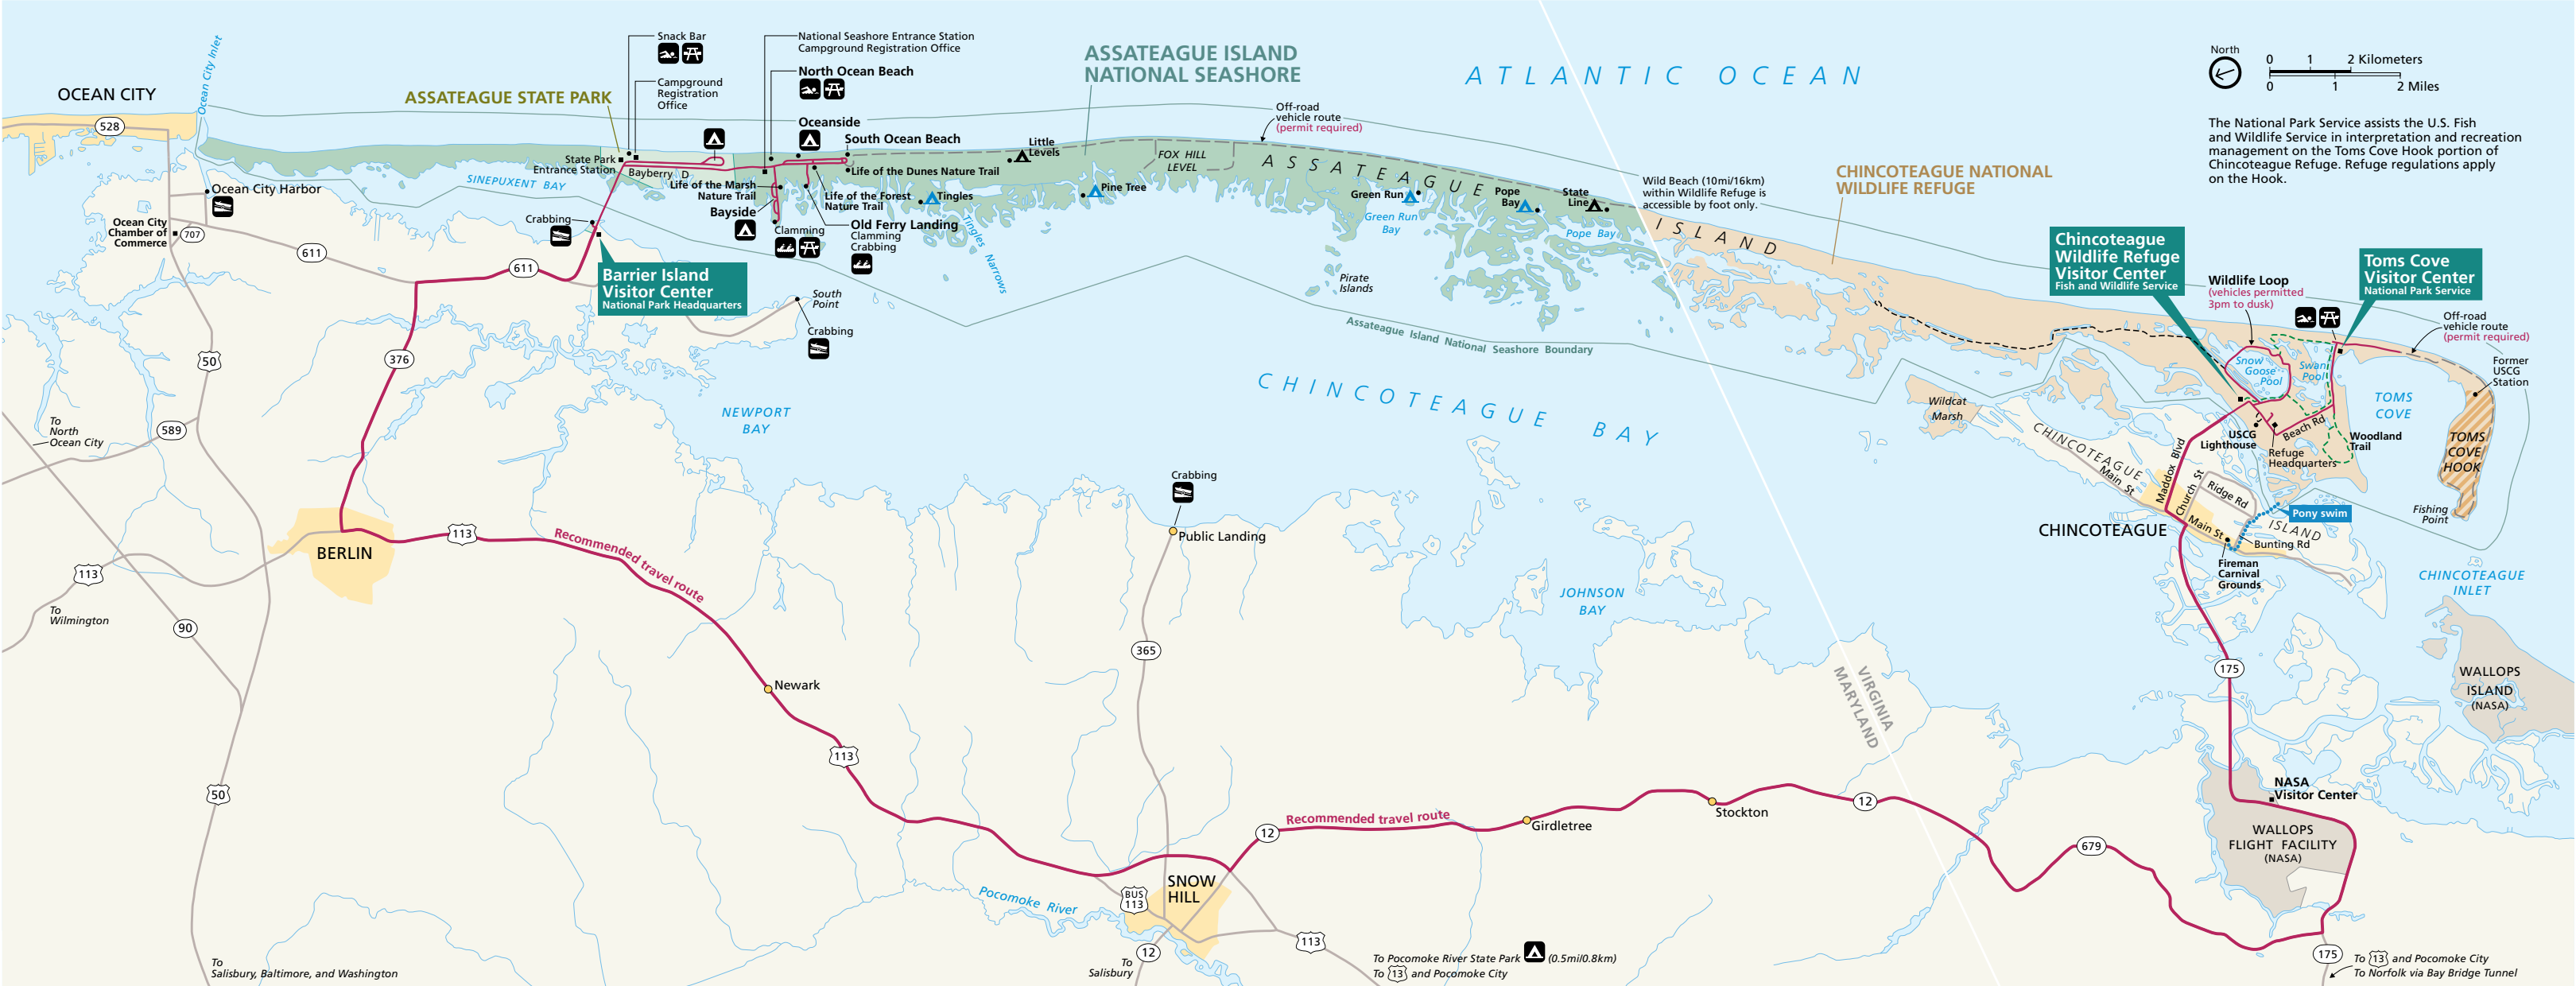 OCEAN CITY
528
Ocean City Inlet
ASSATEAGUE STATE PARK
Snack Bar
Campground
Registration
Office
National Seashore Entrance Station
Campground Registration Office
North Ocean Beach
Oceanside
South Ocean Beach
ASSATEAGUE ISLAND
NATIONAL SEASHORE
ATLANTIC OCEAN
Off-road
vehicle route
(permit required)
North
0 1 2 Kilometers
0 1 2 Miles
The National Park Service assists the U.S. Fish
and Wildlife Service in interpretation and recreation
management on the Toms Cove Hook portion of
Chincoteague Refuge. Refuge regulations apply
on the Hook.
State Park
Entrance Station
Bayberry D
SINEPUXENT BAY
Life of the Marsh
Nature Trail
Bayside
Life of the Dunes Nature Trail
Life of the Forest
Nature Trail
Old Ferry Landing
Clamming
Crabbing
Clamming
Tingles
Tingles Narrows
Little
Levels
Pine Tree
FOX HILL
LEVEL
ASSATEAGUE
ISLAND
Green Run
Green Run
Bay
Pope
Bay
Pope Bay
State
Line
Wild Beach (10mi/16km)
within Wildlife Refuge is
accessible by foot only.
CHINCOTEAGUE NATIONAL
WILDLIFE REFUGE
Pirate
Islands
Assateague Island National Seashore Boundary
Ocean City Harbor
Ocean City
Chamber of
Commerce
707
611
611
Crabbing
Barrier Island
Visitor Center
National Park Headquarters
South
Point
Crabbing
376
50
589
To
North
Ocean City
NEWPORT
BAY
CHINCOTEAGUE BAY
Chincoteague
Wildlife Refuge
Visitor Center
Fish and Wildlife Service
Wildlife Loop
(vehicles permitted
3pm to dusk)
Toms Cove
Visitor Center
National Park Service
Off-road
vehicle route
(permit required)
Former
USCG
Station
Snow
Goose
Pool
Swan
Pool
TOMS
COVE
TOMS
COVE
HOOK
Fishing
Point
Wildcat
Marsh
USCG
Lighthouse
Beach Rd
Refuge
Headquarters
Woodland
Trail
CHINCOTEAGUE
ISLAND
Main St
Maddox Blvd
Church St
Ridge Rd
Main St
Bunting Rd
Pony swim
CHINCOTEAGUE
Fireman
Carnival
Grounds
CHINCOTEAGUE
INLET
WALLOPS
ISLAND
(NASA)
BERLIN
113
Recommended travel route
113
To
Wilmington
90
50
To
Salisbury, Baltimore, and Washington
Newark
113
Crabbing
Public Landing
365
JOHNSON
BAY
VIRGINIA
MARYLAND
175
NASA
Visitor Center
WALLOPS
FLIGHT FACILITY
(NASA)
Recommended travel route
12
Girdletree
Stockton
12
679
SNOW
HILL
BUS
113
Pocomoke River
12
To
Salisbury
113
To Pocomoke River State Park (0.5mi/0.8km)
To 13 and Pocomoke City
175
To 13 and Pocomoke City
To Norfolk via Bay Bridge Tunnel